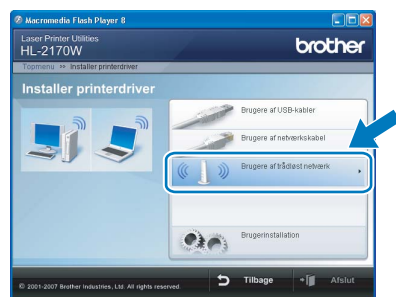 Macromedia Flash Player 8
Laser Printer Utilities
HL-2170W
brother
Topmenu >> Installer printerdriver
Installer printerdriver
Brugere af USB-kabler
Brugere af netværkskabel
Brugere af trådløst netværk
Brugerinstallation
© 2001-2007 Brother Industries, Ltd. All rights reserved.
Tilbage
Afslut